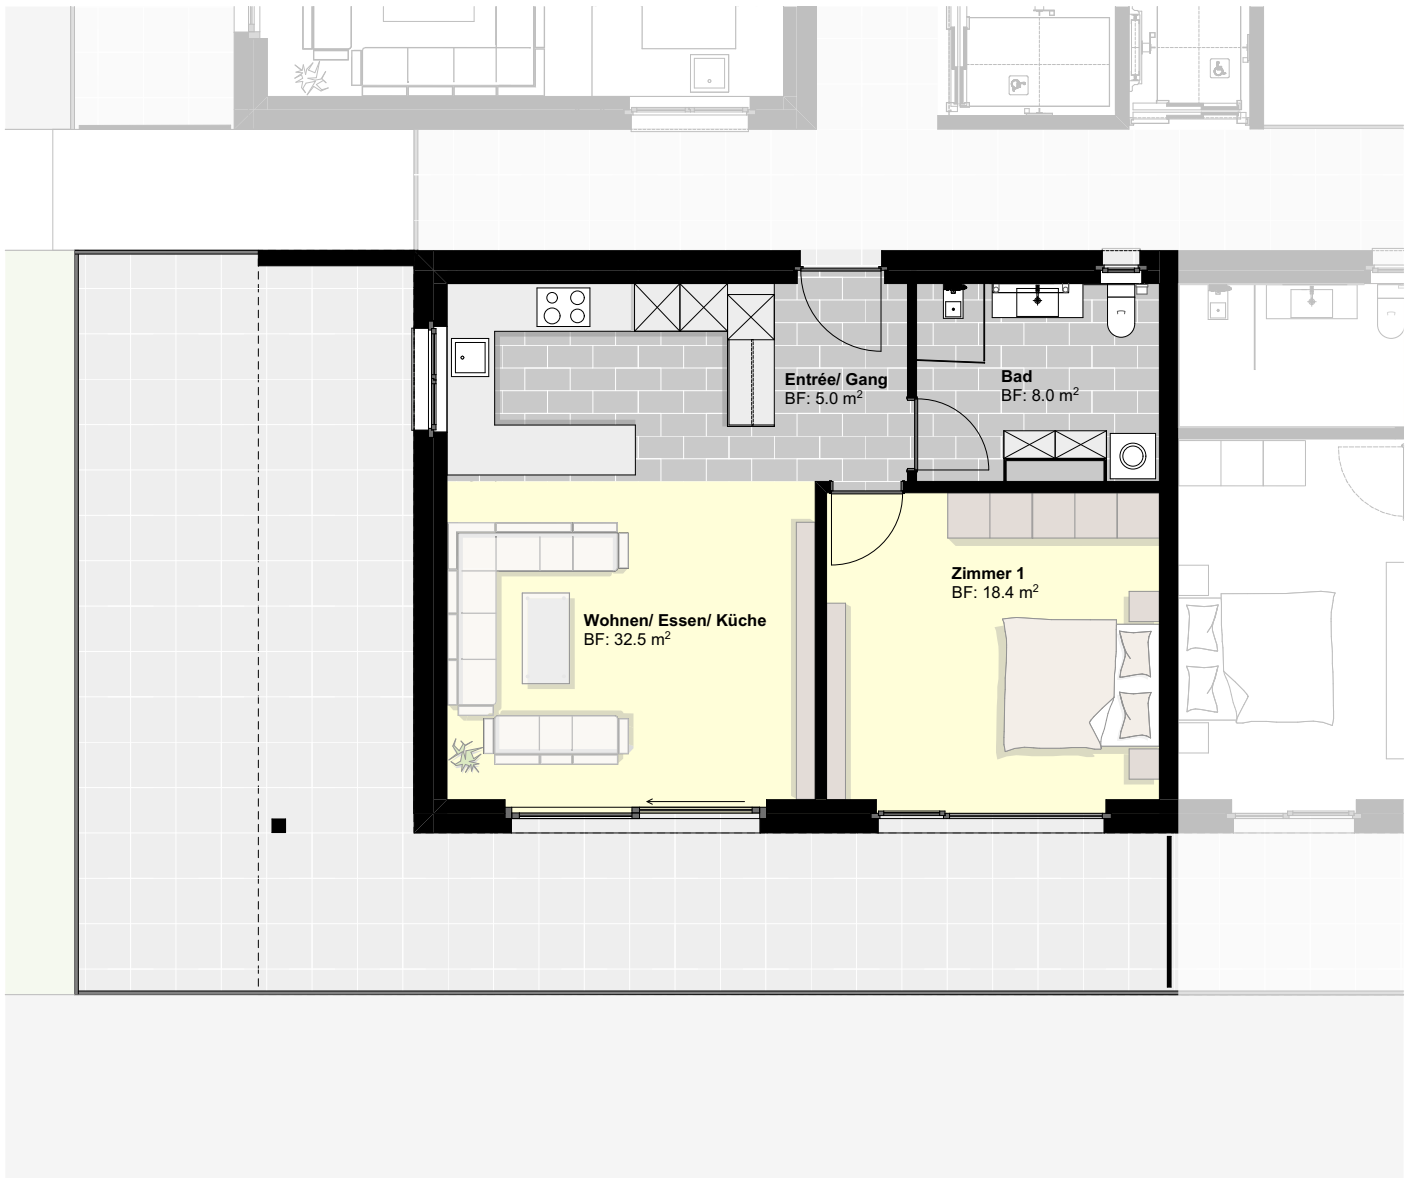 Entrée/ Gang
BF: 5.0 m²
Bad
BF: 8.0 m²
Zimmer 1
BF: 18.4 m²
Wohnen/ Essen/ Küche
BF: 32.5 m²